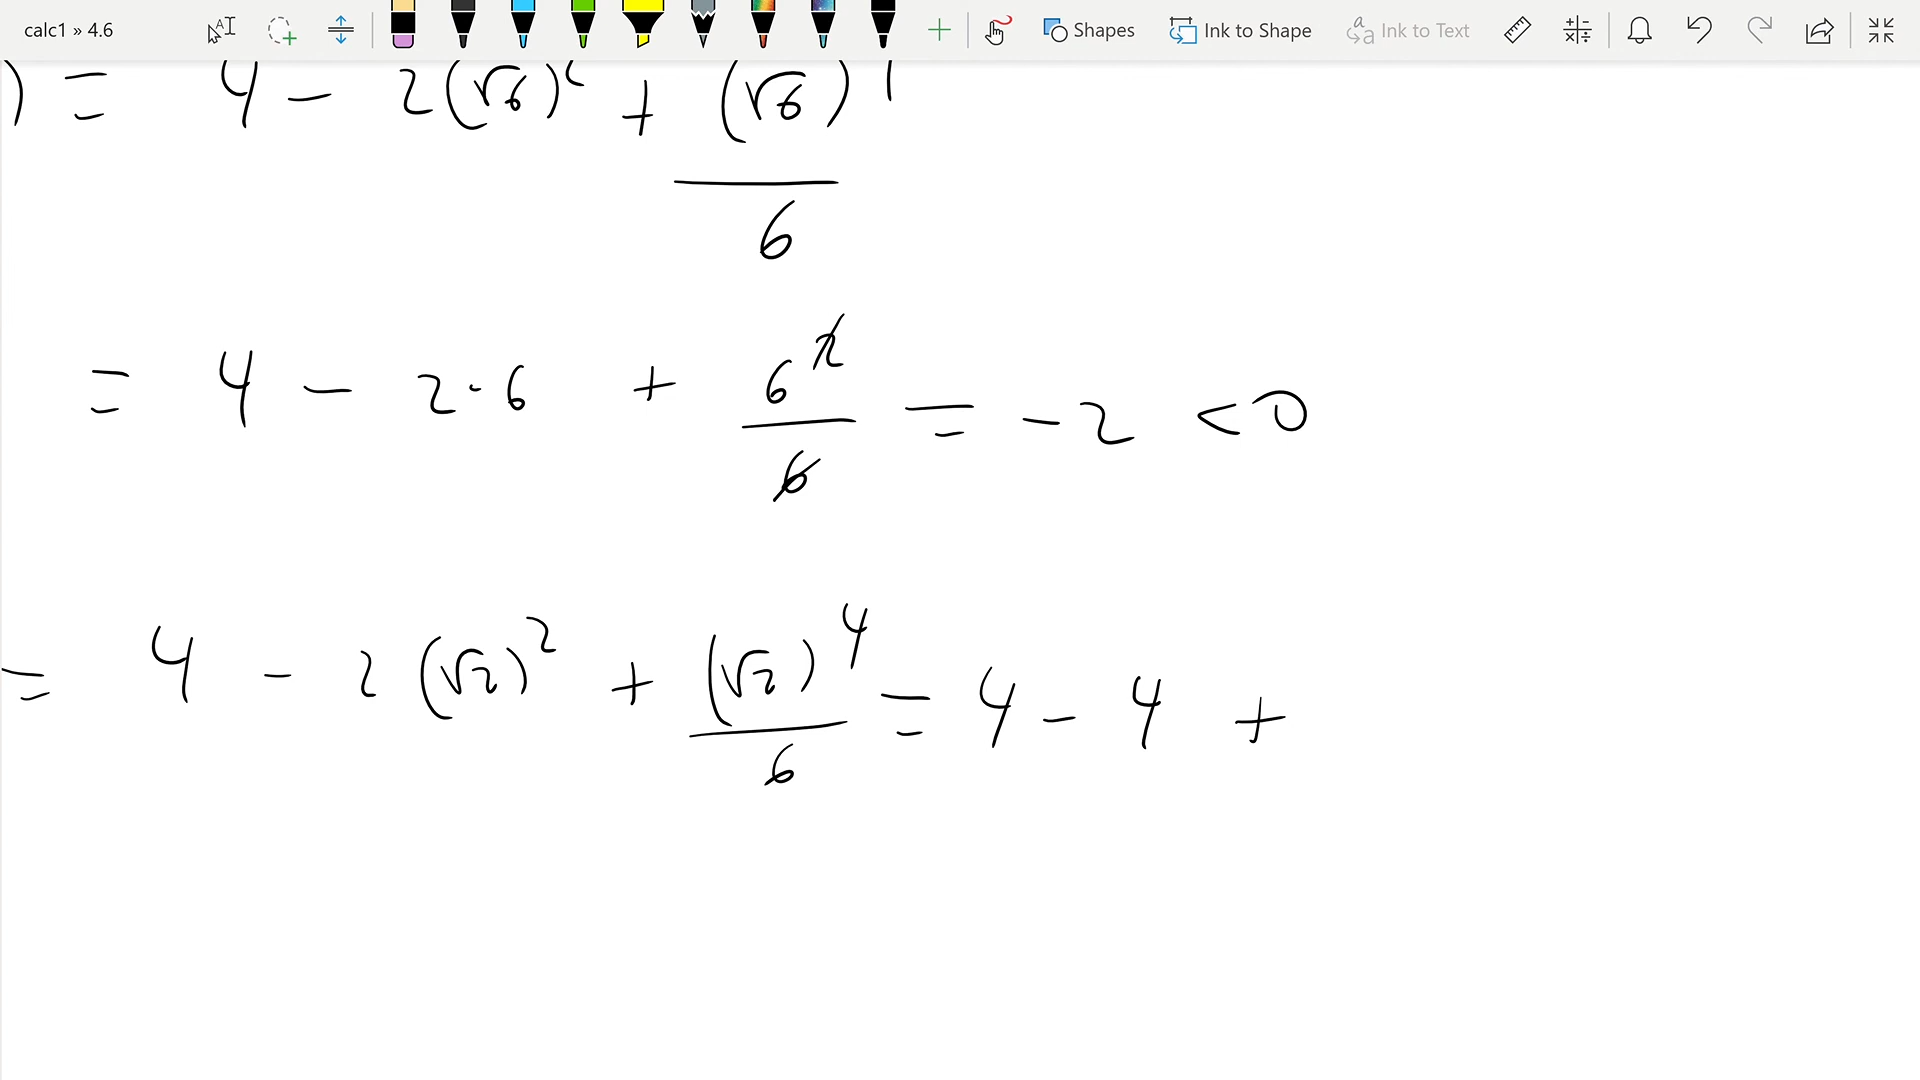 calc1 » 4.6 Shapes Ink to Shape Ink to Text
) = 4 - 2(√6)² + (√6)
6
= 4 - 2·6 + 6² / 6 = -2 < 0
= 4 - 2(√2)² + (√2)⁴ / 6 = 4 - 4 +